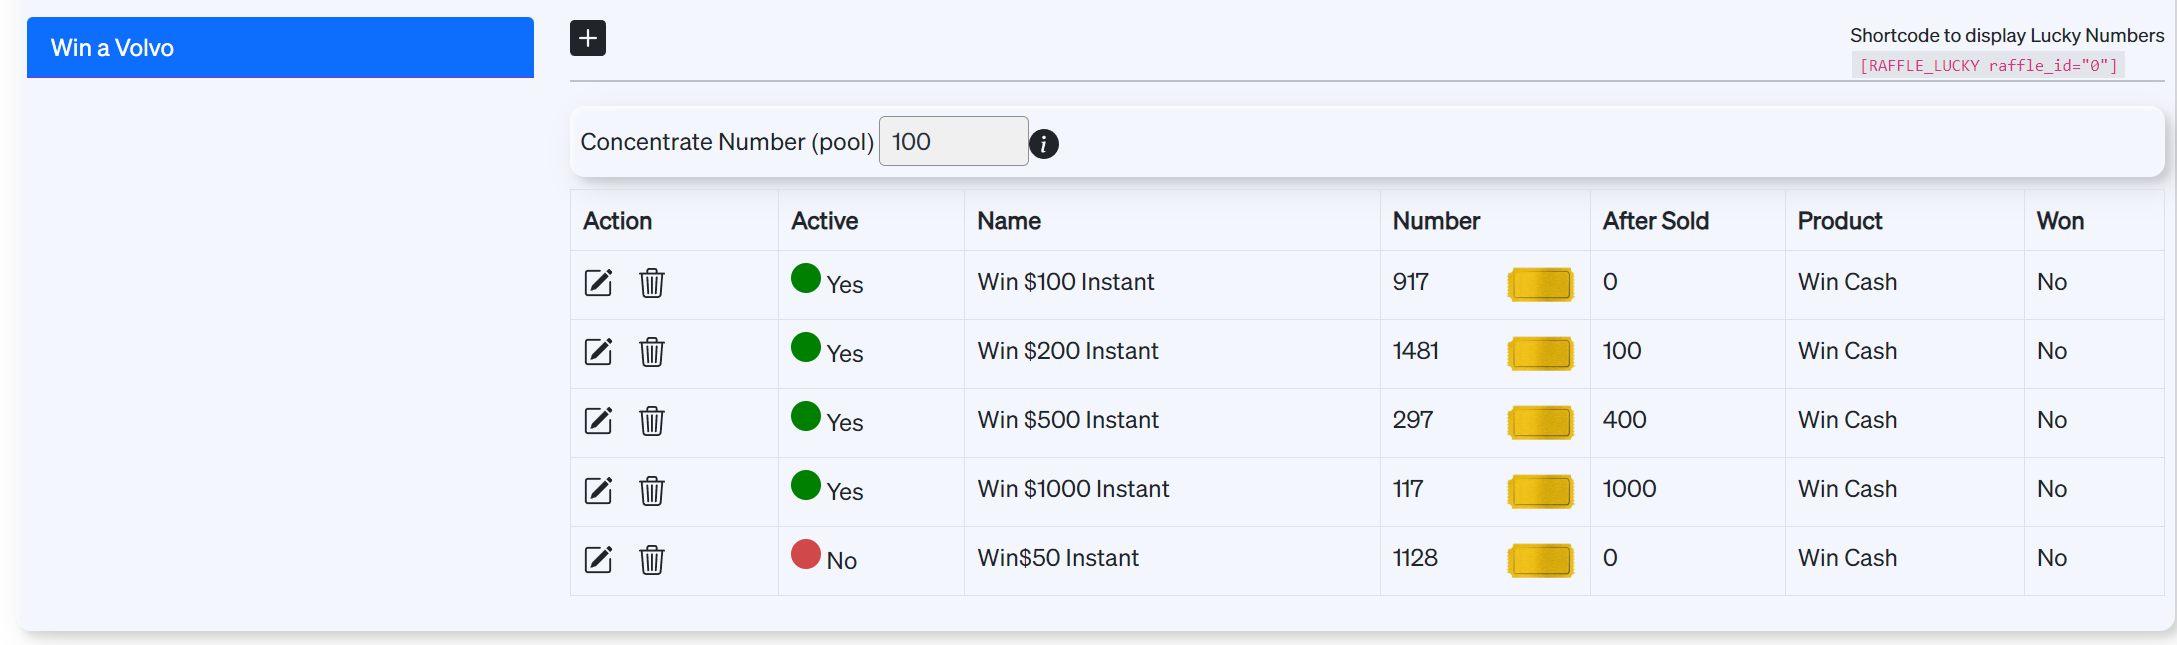 Win a Volvo
Shortcode to display Lucky Numbers
[RAFFLE_LUCKY raffle_id="0"]
Concentrate Number (pool) 100
Action Active Name Number After Sold Product Won
Yes Win $100 Instant 917 0 Win Cash No
Yes Win $200 Instant 1481 100 Win Cash No
Yes Win $500 Instant 297 400 Win Cash No
Yes Win $1000 Instant 117 1000 Win Cash No
No Win$50 Instant 1128 0 Win Cash No